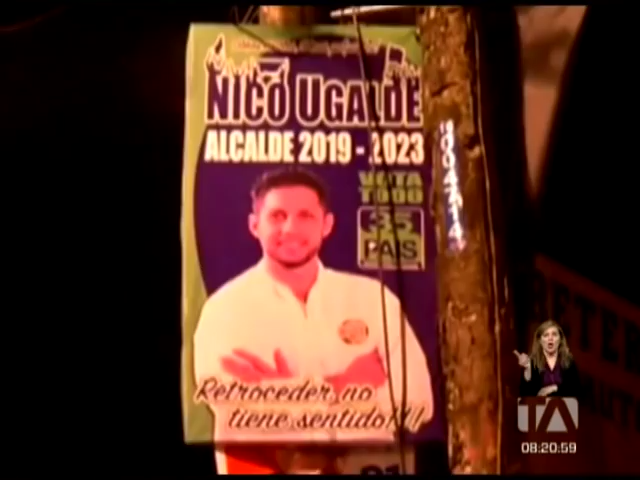 NICO UGALDE
ALCALDE 2019 - 2023
VOTA
TODO
35
PAIS
Retroceder no
tiene sentido!!!
TA
08:20:59